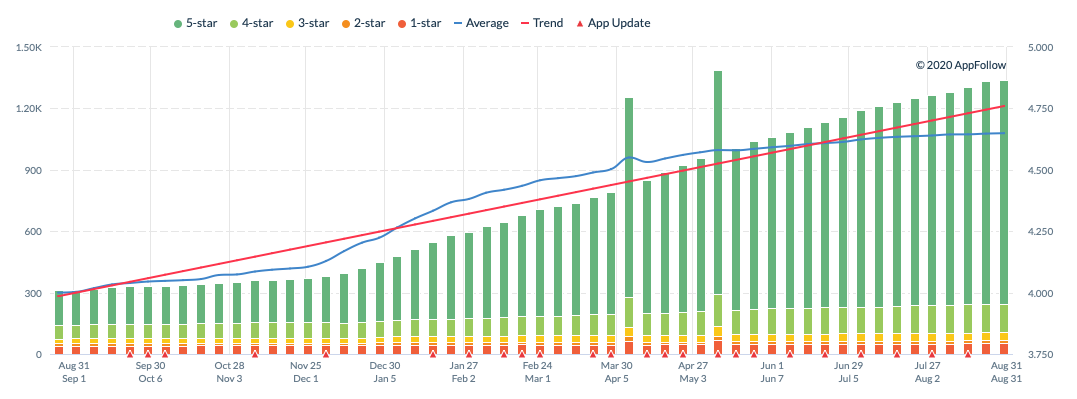 5-star 4-star 3-star 2-star 1-star Average Trend App Update
1.50K 5.000
© 2020 AppFollow
1.20K 4.750
900 4.500
600 4.250
300 4.000
0 3.750
Aug 31 Sep 30 Oct 28 Nov 25 Dec 30 Jan 27 Feb 24 Mar 30 Apr 27 Jun 1 Jun 29 Jul 27 Aug 31
Sep 1 Oct 6 Nov 3 Dec 1 Jan 5 Feb 2 Mar 1 Apr 5 May 3 Jun 7 Jul 5 Aug 2 Aug 31